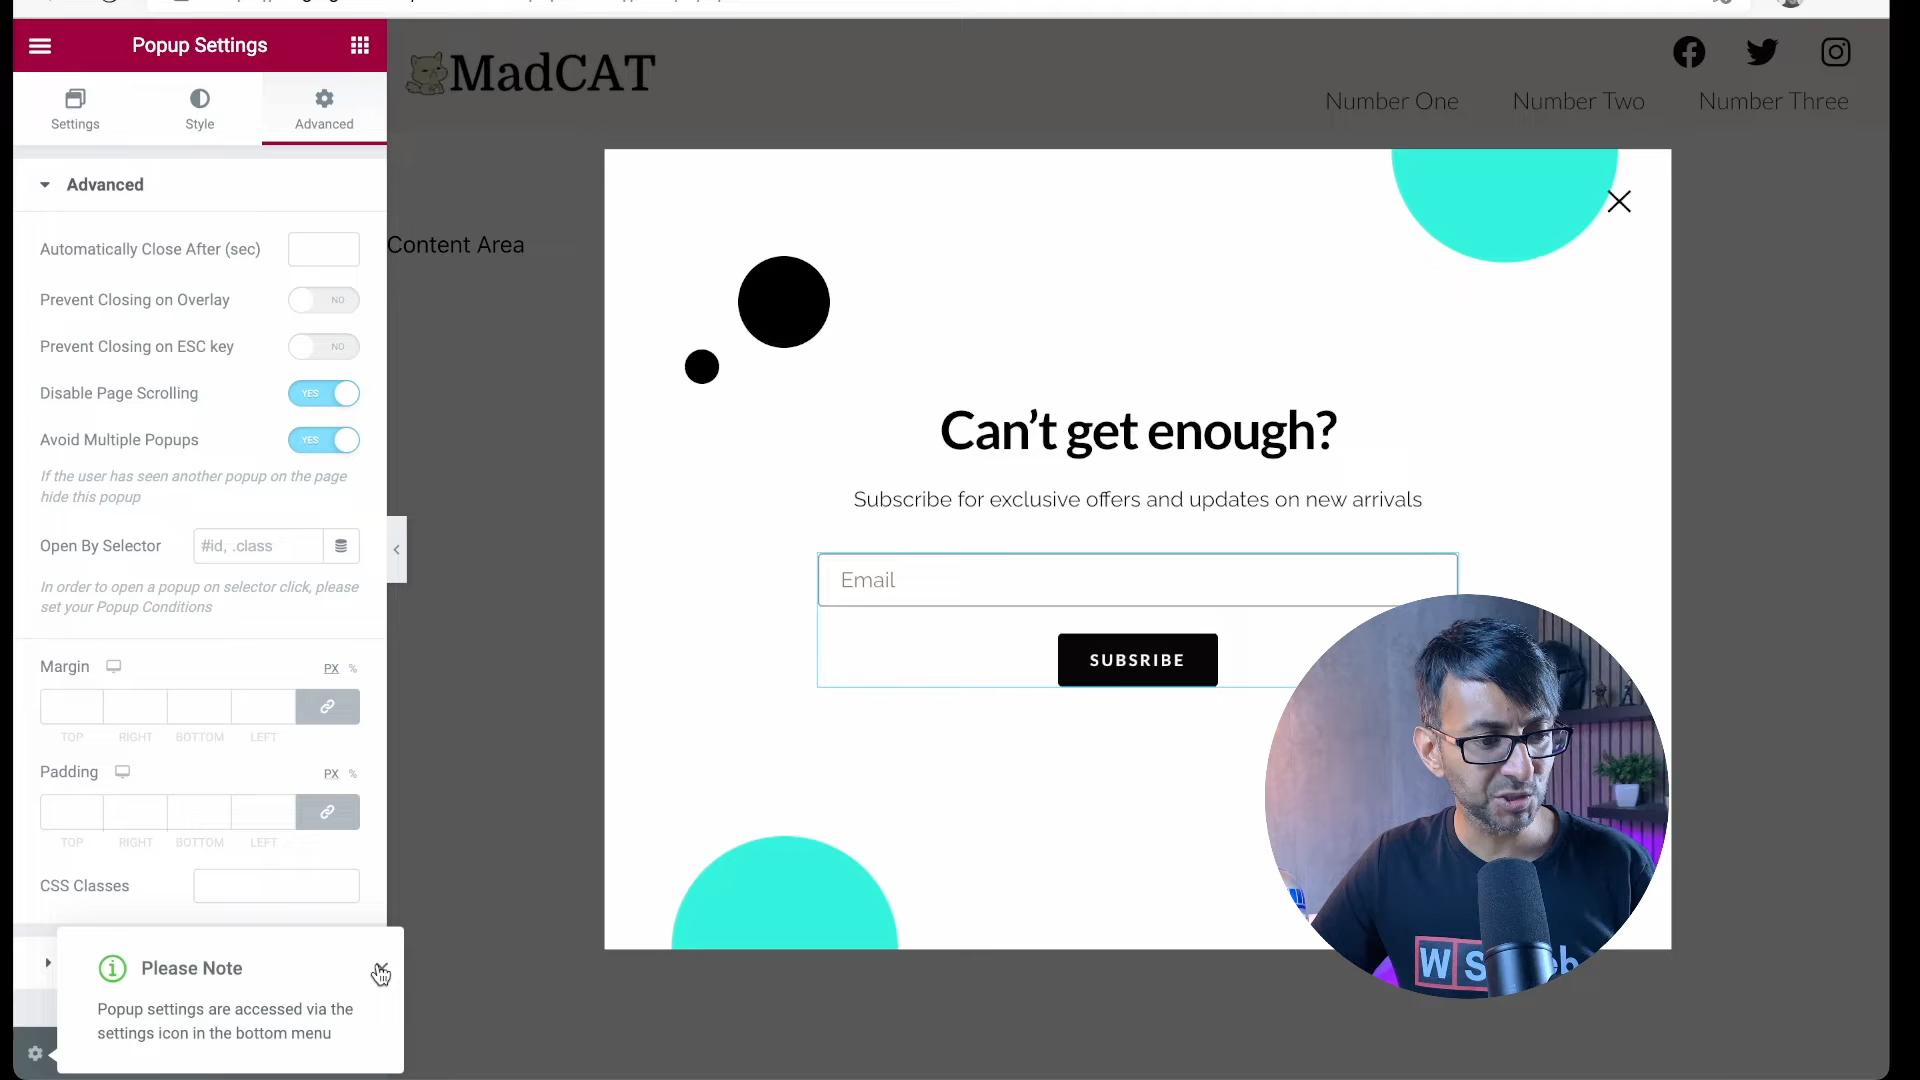 Popup Settings
Settings
Style
Advanced
Advanced
Automatically Close After (sec)
Prevent Closing on Overlay
NO
Prevent Closing on ESC key
NO
Disable Page Scrolling
YES
Avoid Multiple Popups
YES
If the user has seen another popup on the page
hide this popup
Open By Selector
#id, .class
In order to open a popup on selector click, please
set your Popup Conditions
Margin
PX %
TOP RIGHT BOTTOM LEFT
Padding
PX %
TOP RIGHT BOTTOM LEFT
CSS Classes
Please Note
Popup settings are accessed via the
settings icon in the bottom menu
MadCAT
Number One
Number Two
Number Three
Content Area
Can’t get enough?
Subscribe for exclusive offers and updates on new arrivals
Email
SUBSRIBE